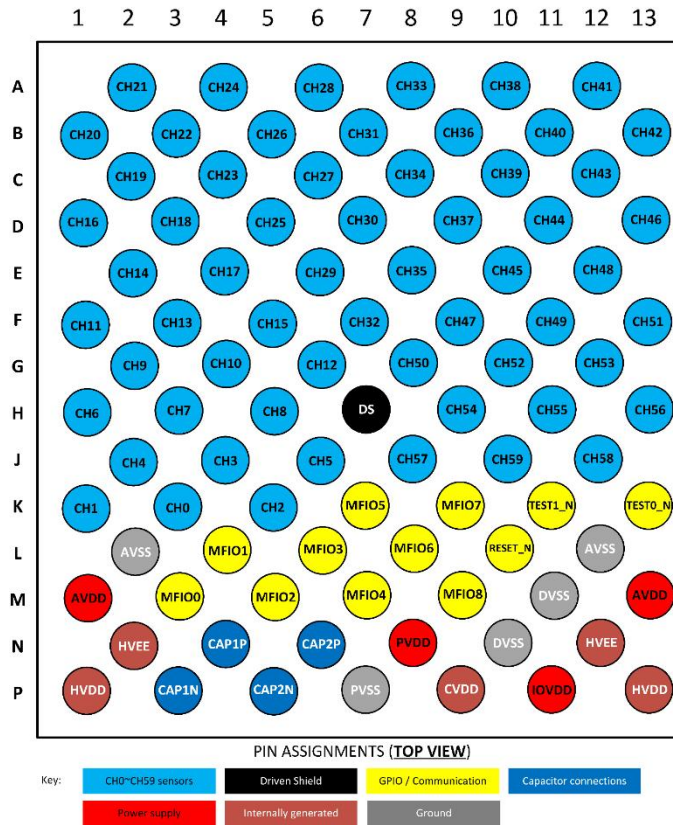 1 2 3 4 5 6 7 8 9 10 11 12 13
A CH21 CH24 CH28 CH33 CH38 CH41
B CH20 CH22 CH26 CH31 CH36 CH40 CH42
C CH19 CH23 CH27 CH34 CH39 CH43
D CH16 CH18 CH25 CH30 CH37 CH44 CH46
E CH14 CH17 CH29 CH35 CH45 CH48
F CH11 CH13 CH15 CH32 CH47 CH49 CH51
G CH9 CH10 CH12 CH50 CH52 CH53
H CH6 CH7 CH8 DS CH54 CH55 CH56
J CH4 CH3 CH5 CH57 CH59 CH58
K CH1 CH0 CH2 MFIO5 MFIO7 TEST1_N TEST0_N
L AVSS MFIO1 MFIO3 MFIO6 RESET_N AVSS
M AVDD MFIO0 MFIO2 MFIO4 MFIO8 DVSS AVDD
N HVEE CAP1P CAP2P PVDD DVSS HVEE
P HVDD CAP1N CAP2N PVSS CVDD IOVDD HVDD
PIN ASSIGNMENTS (TOP VIEW)
Key: CH0~CH59 sensors Driven Shield GPIO / Communication Capacitor connections
Power supply Internally generated Ground